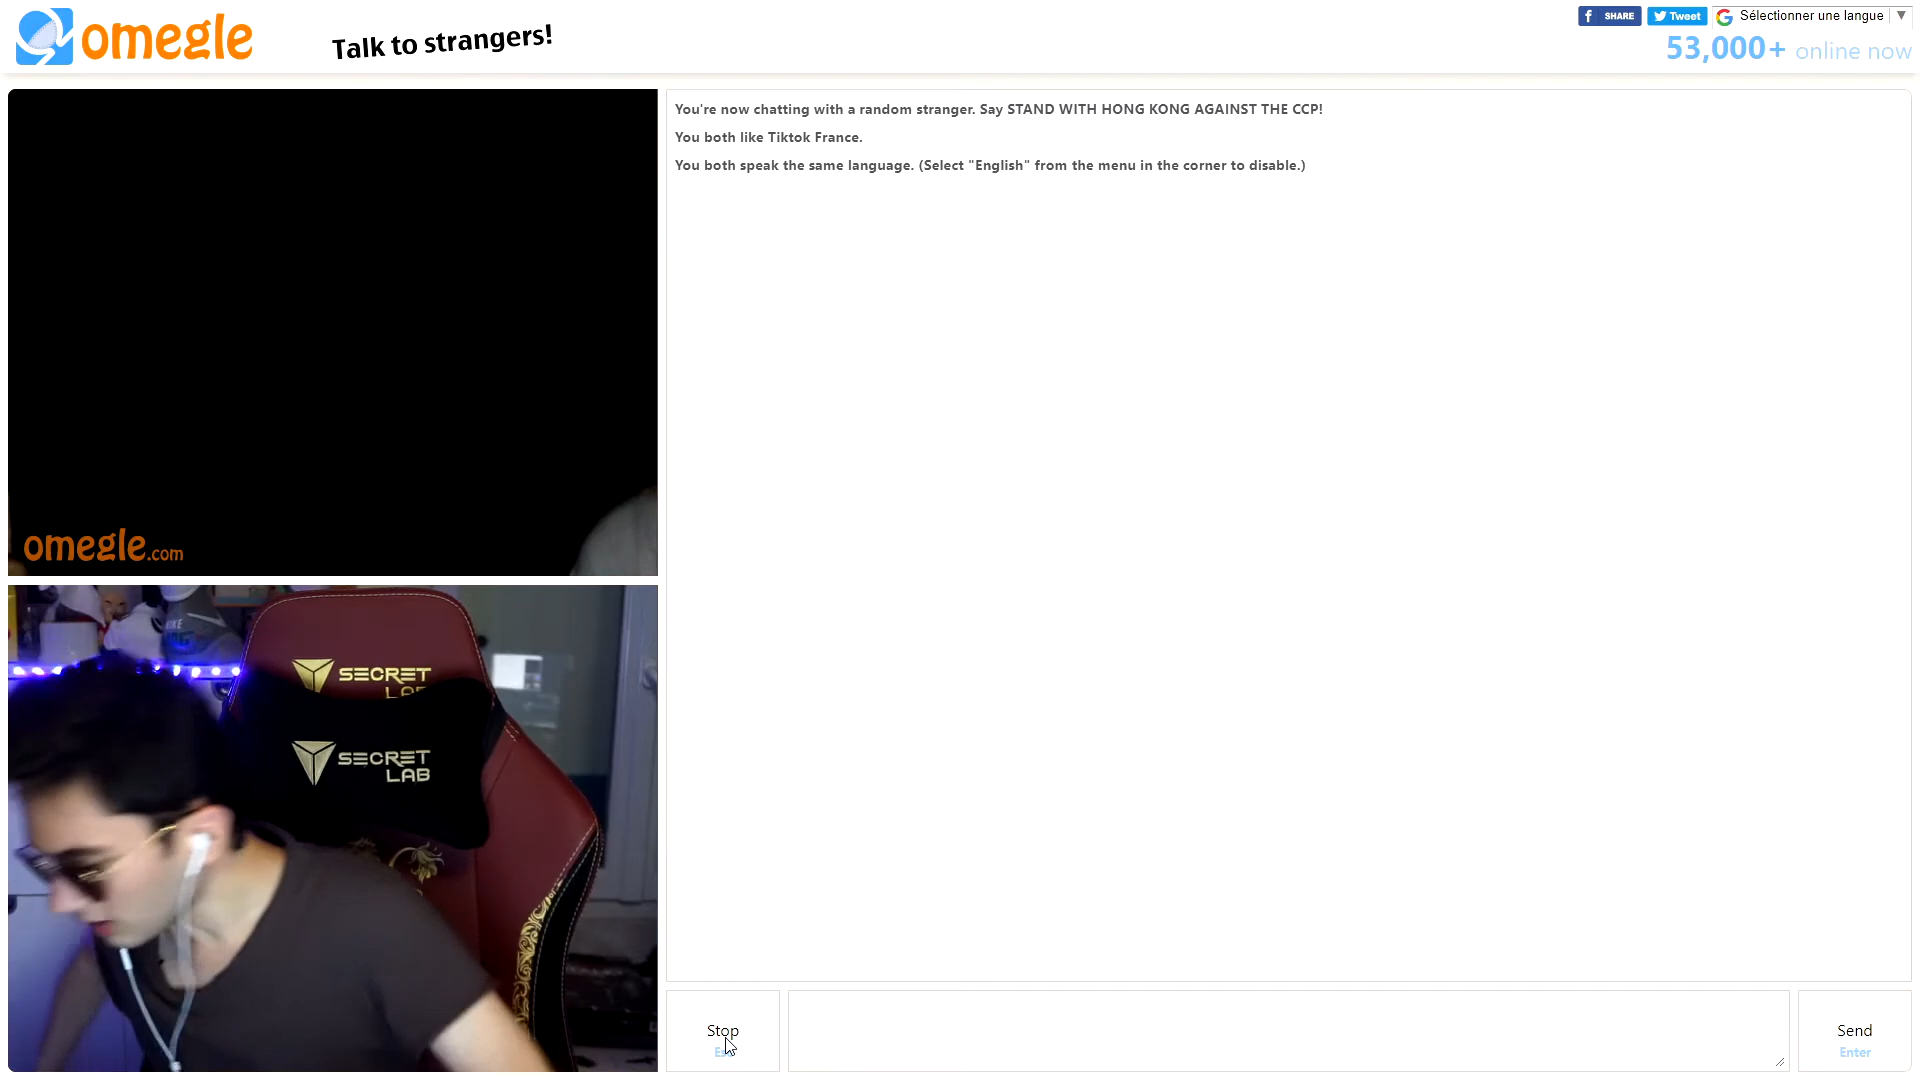 omegle
Talk to strangers!
SHARE
Tweet
Sélectionner une langue
53,000+ online now
You're now chatting with a random stranger. Say STAND WITH HONG KONG AGAINST THE CCP!
You both like Tiktok France.
You both speak the same language. (Select "English" from the menu in the corner to disable.)
omegle.com
NIKE
SECRET
LAB
SECRET
LAB
Stop
Send
Enter